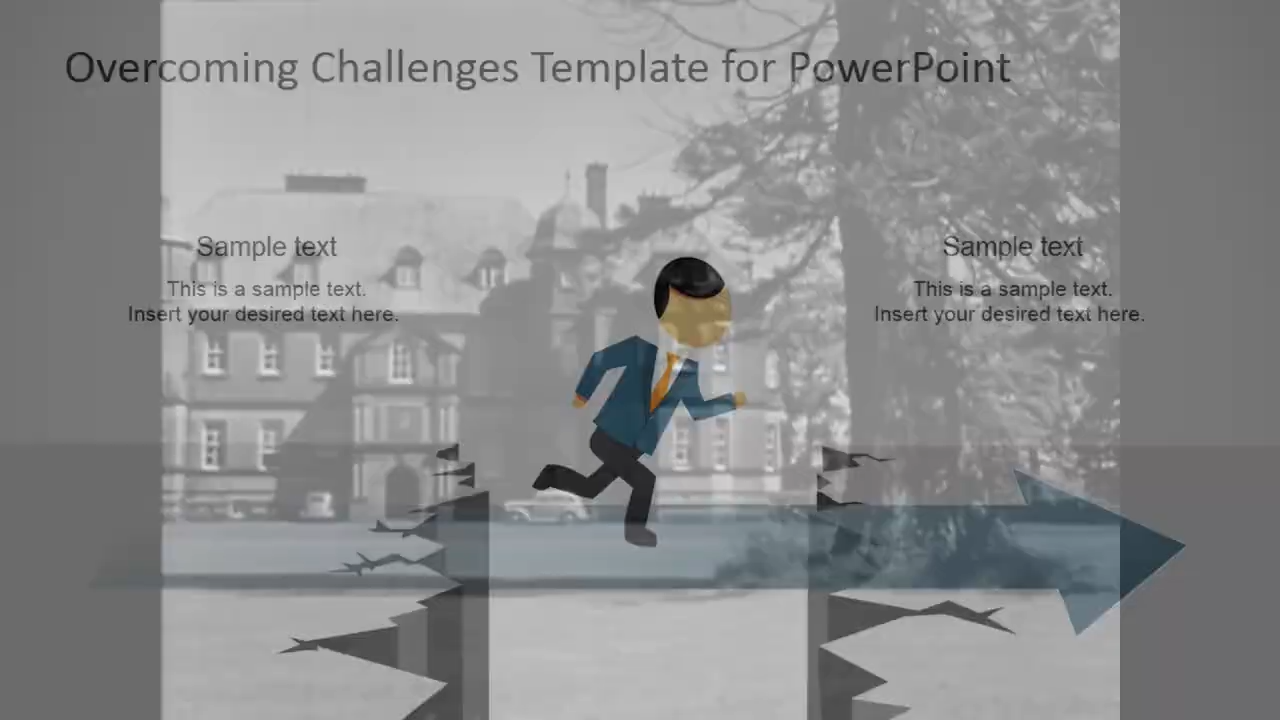 Overcoming Challenges Template for PowerPoint
Sample text
This is a sample text.
Insert your desired text here.
Sample text
This is a sample text.
Insert your desired text here.